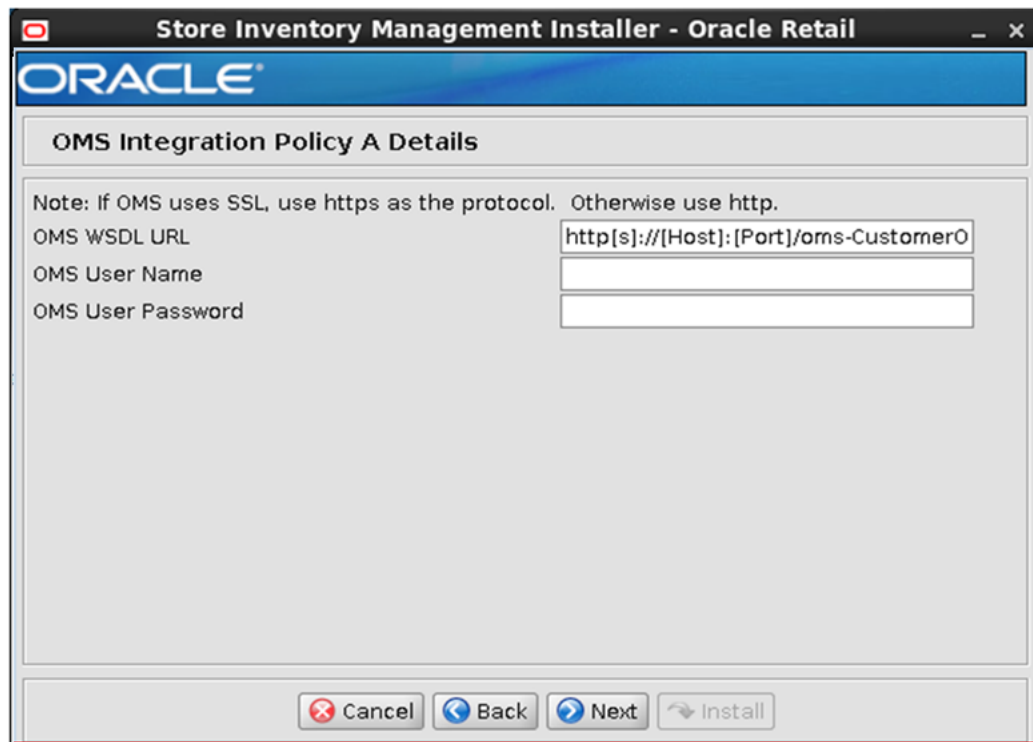 Store Inventory Management Installer - Oracle Retail
ORACLE
OMS Integration Policy A Details
Note: If OMS uses SSL, use https as the protocol. Otherwise use http.
OMS WSDL URL http[s]://[Host]:[Port]/oms-CustomerO
OMS User Name
OMS User Password
Cancel Back Next Install